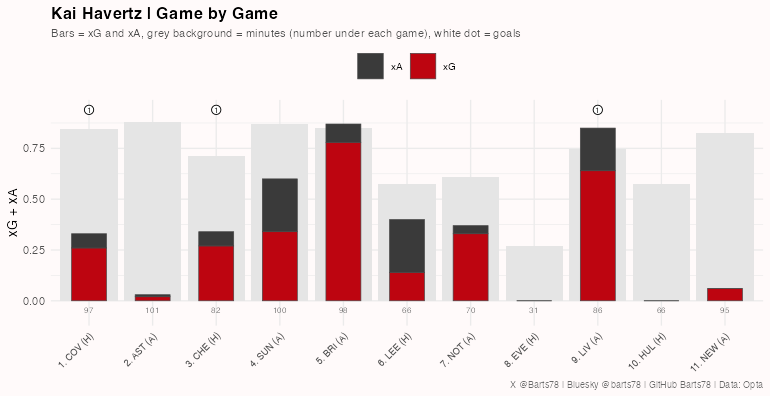 Kai Havertz | Game by Game
Bars = xG and xA, grey background = minutes (number under each game), white dot = goals
xA xG
1 1 1
xG + xA
0.75
0.50
0.25
0.00
97 101 82 100 98 66 70 31 86 66 95
1. COV (H) 2. AST (A) 3. CHE (H) 4. SUN (A) 5. BRI (A) 6. LEE (H) 7. NOT (A) 8. EVE (H) 9. LIV (A) 10. HUL (H) 11. NEW (A)
X @Barts78 | Bluesky @barts78 | GitHub Barts78 | Data: Opta